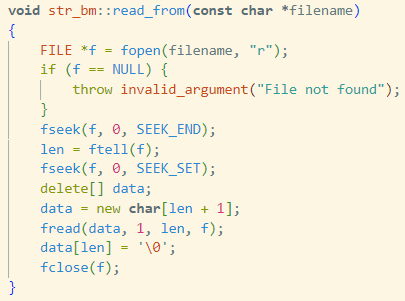 void str_bm::read_from(const char *filename)
{
    FILE *f = fopen(filename, "r");
    if (f == NULL) {
        throw invalid_argument("File not found");
    }
    fseek(f, 0, SEEK_END);
    len = ftell(f);
    fseek(f, 0, SEEK_SET);
    delete[] data;
    data = new char[len + 1];
    fread(data, 1, len, f);
    data[len] = '\0';
    fclose(f);
}